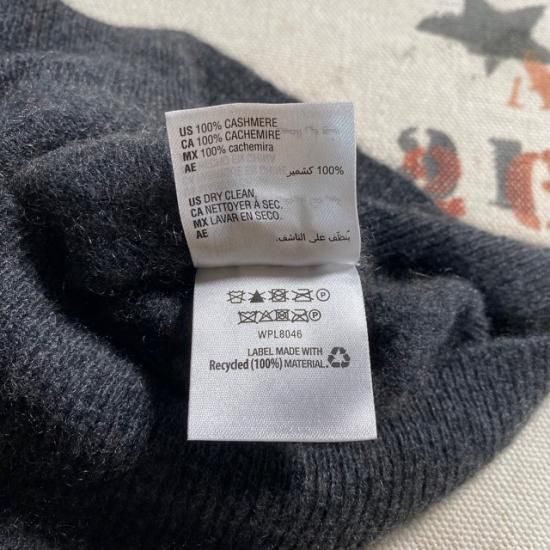 US 100% CASHMERE
CA 100% CACHEMIRE
MX 100% cachemira
AE 100% كشمير
US DRY CLEAN.
CA NETTOYER À SEC.
MX LAVAR EN SECO.
AE يُنظّف على الناشف.
P
P
WPL8046
LABEL MADE WITH
Recycled (100%) MATERIAL.